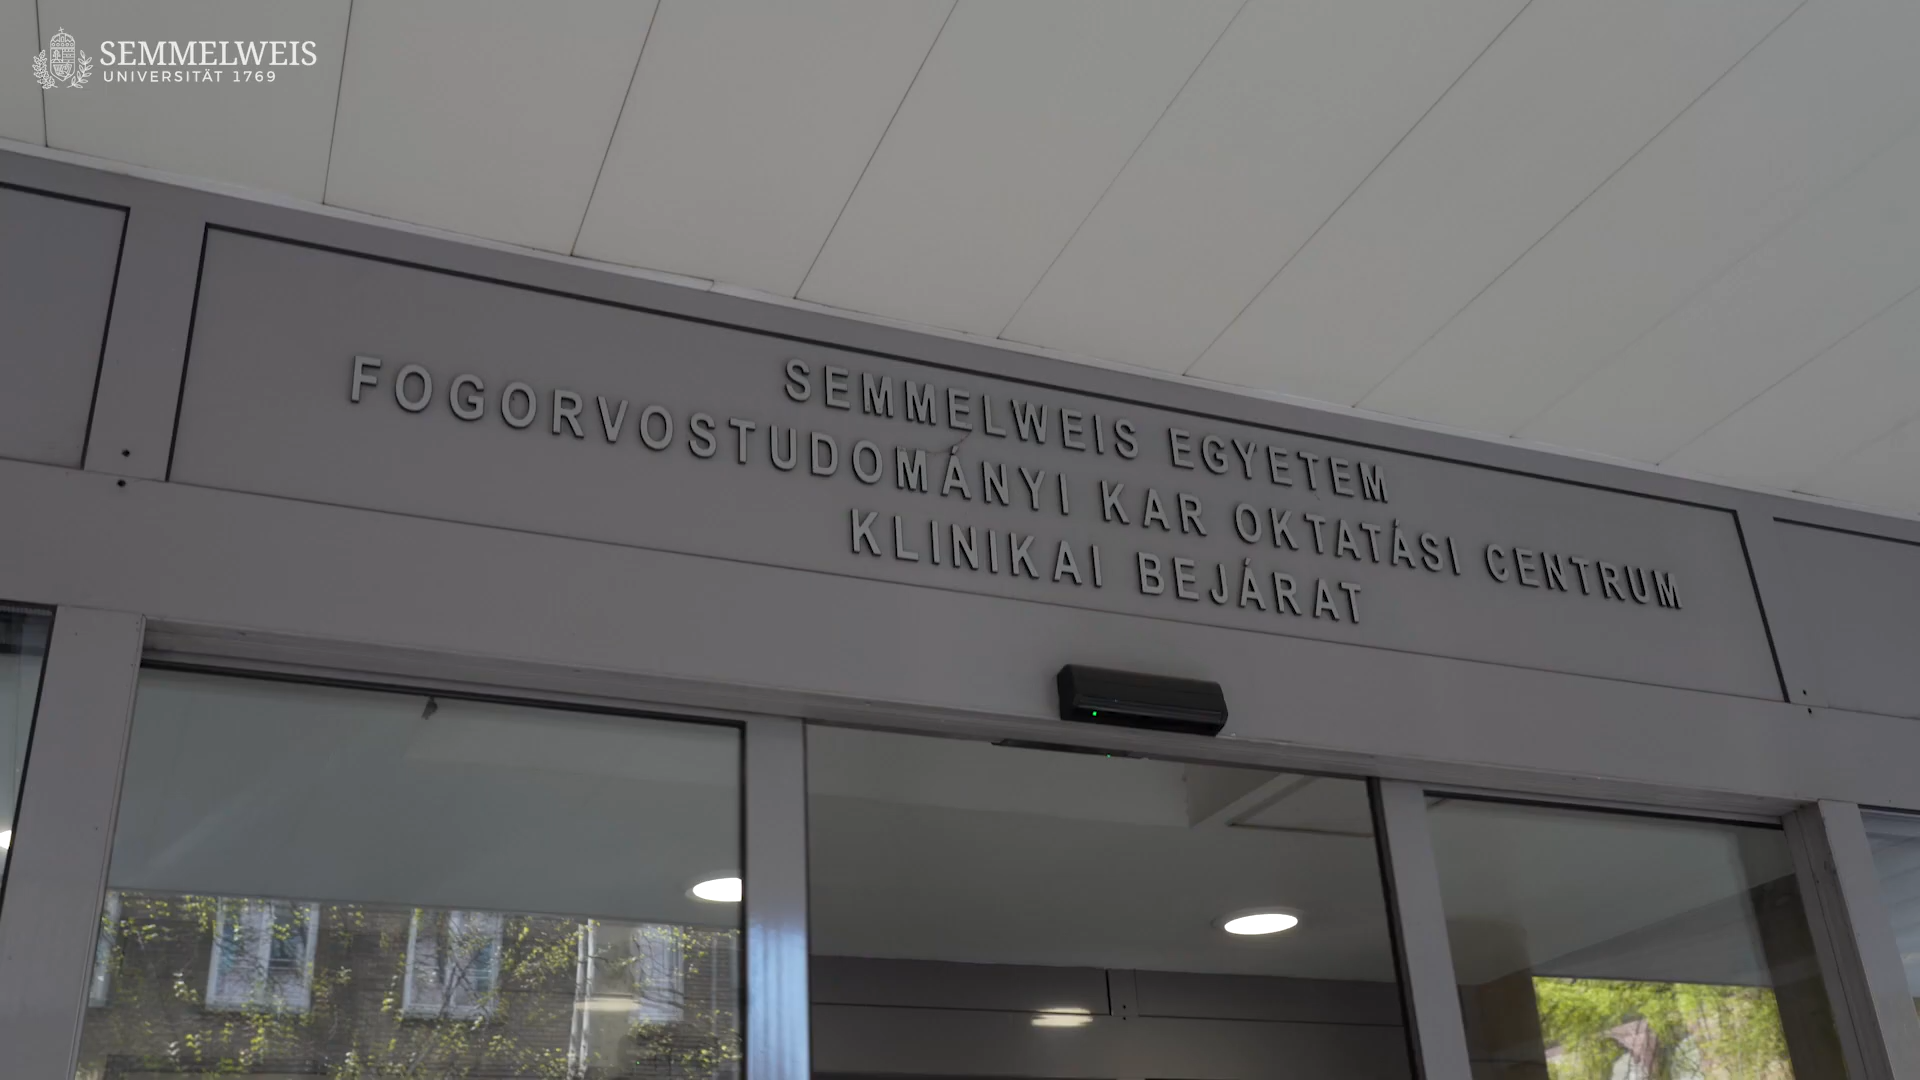 SEMMELWEIS
UNIVERSITÄT 1769
SEMMELWEIS EGYETEM
FOGORVOSTUDOMÁNYI KAR OKTATÁSI CENTRUM
KLINIKAI BEJÁRAT